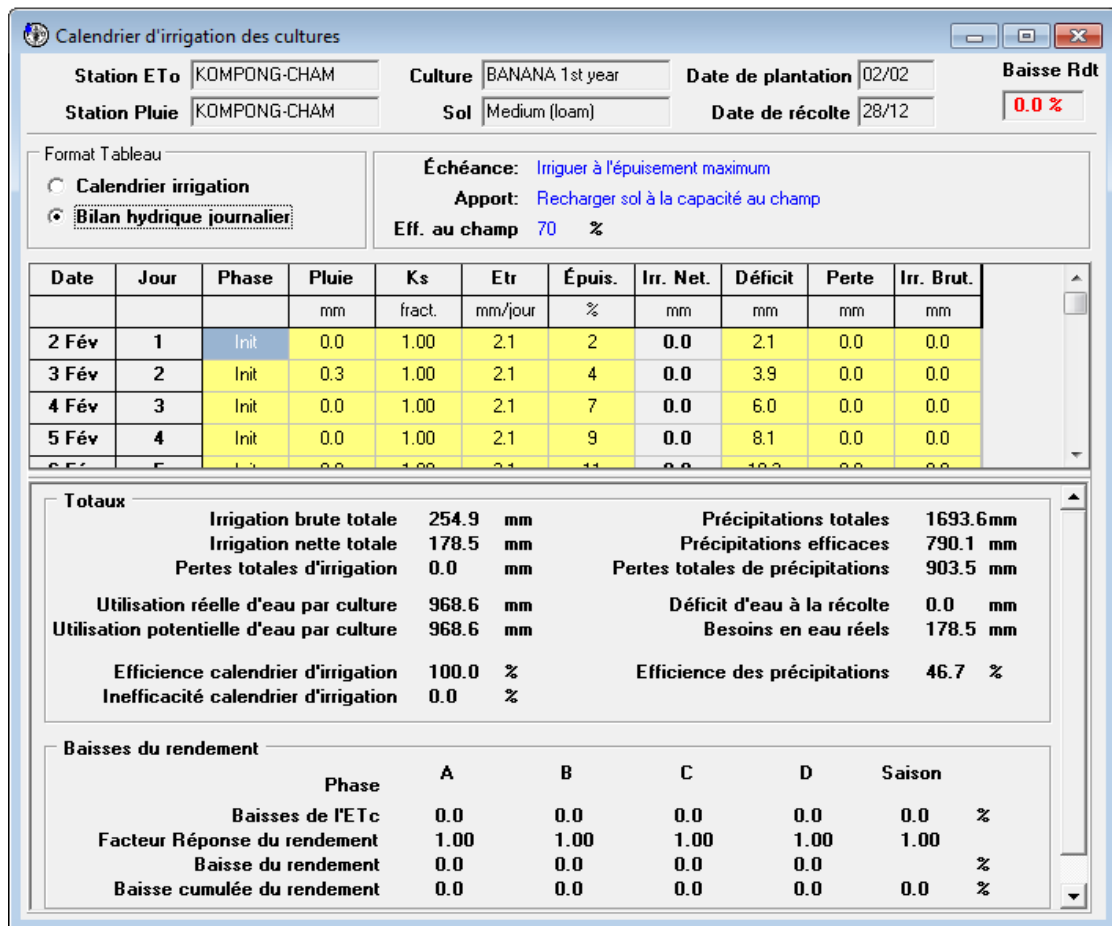 Calendrier d'irrigation des cultures
Station ETo KOMPONG-CHAM Culture BANANA 1st year Date de plantation 02/02 Baisse Rdt
Station Pluie KOMPONG-CHAM Sol Medium (loam) Date de récolte 28/12 0.0 %
Format Tableau
Calendrier irrigation
Bilan hydrique journalier
Échéance: Irriguer à l'épuisement maximum
Apport: Recharger sol à la capacité au champ
Eff. au champ 70 %
Date Jour Phase Pluie Ks Etr Épuis. Irr. Net. Déficit Perte Irr. Brut.
mm fract. mm/jour % mm mm mm mm
2 Fév 1 Init 0.0 1.00 2.1 2 0.0 2.1 0.0 0.0
3 Fév 2 Init 0.3 1.00 2.1 4 0.0 3.9 0.0 0.0
4 Fév 3 Init 0.0 1.00 2.1 7 0.0 6.0 0.0 0.0
5 Fév 4 Init 0.0 1.00 2.1 9 0.0 8.1 0.0 0.0
Totaux
Irrigation brute totale 254.9 mm Précipitations totales 1693.6mm
Irrigation nette totale 178.5 mm Précipitations efficaces 790.1 mm
Pertes totales d'irrigation 0.0 mm Pertes totales de précipitations 903.5 mm
Utilisation réelle d'eau par culture 968.6 mm Déficit d'eau à la récolte 0.0 mm
Utilisation potentielle d'eau par culture 968.6 mm Besoins en eau réels 178.5 mm
Efficience calendrier d'irrigation 100.0 % Efficience des précipitations 46.7 %
Inefficacité calendrier d'irrigation 0.0 %
Baisses du rendement
Phase A B C D Saison
Baisses de l'ETc 0.0 0.0 0.0 0.0 0.0 %
Facteur Réponse du rendement 1.00 1.00 1.00 1.00 1.00
Baisse du rendement 0.0 0.0 0.0 0.0 %
Baisse cumulée du rendement 0.0 0.0 0.0 0.0 0.0 %